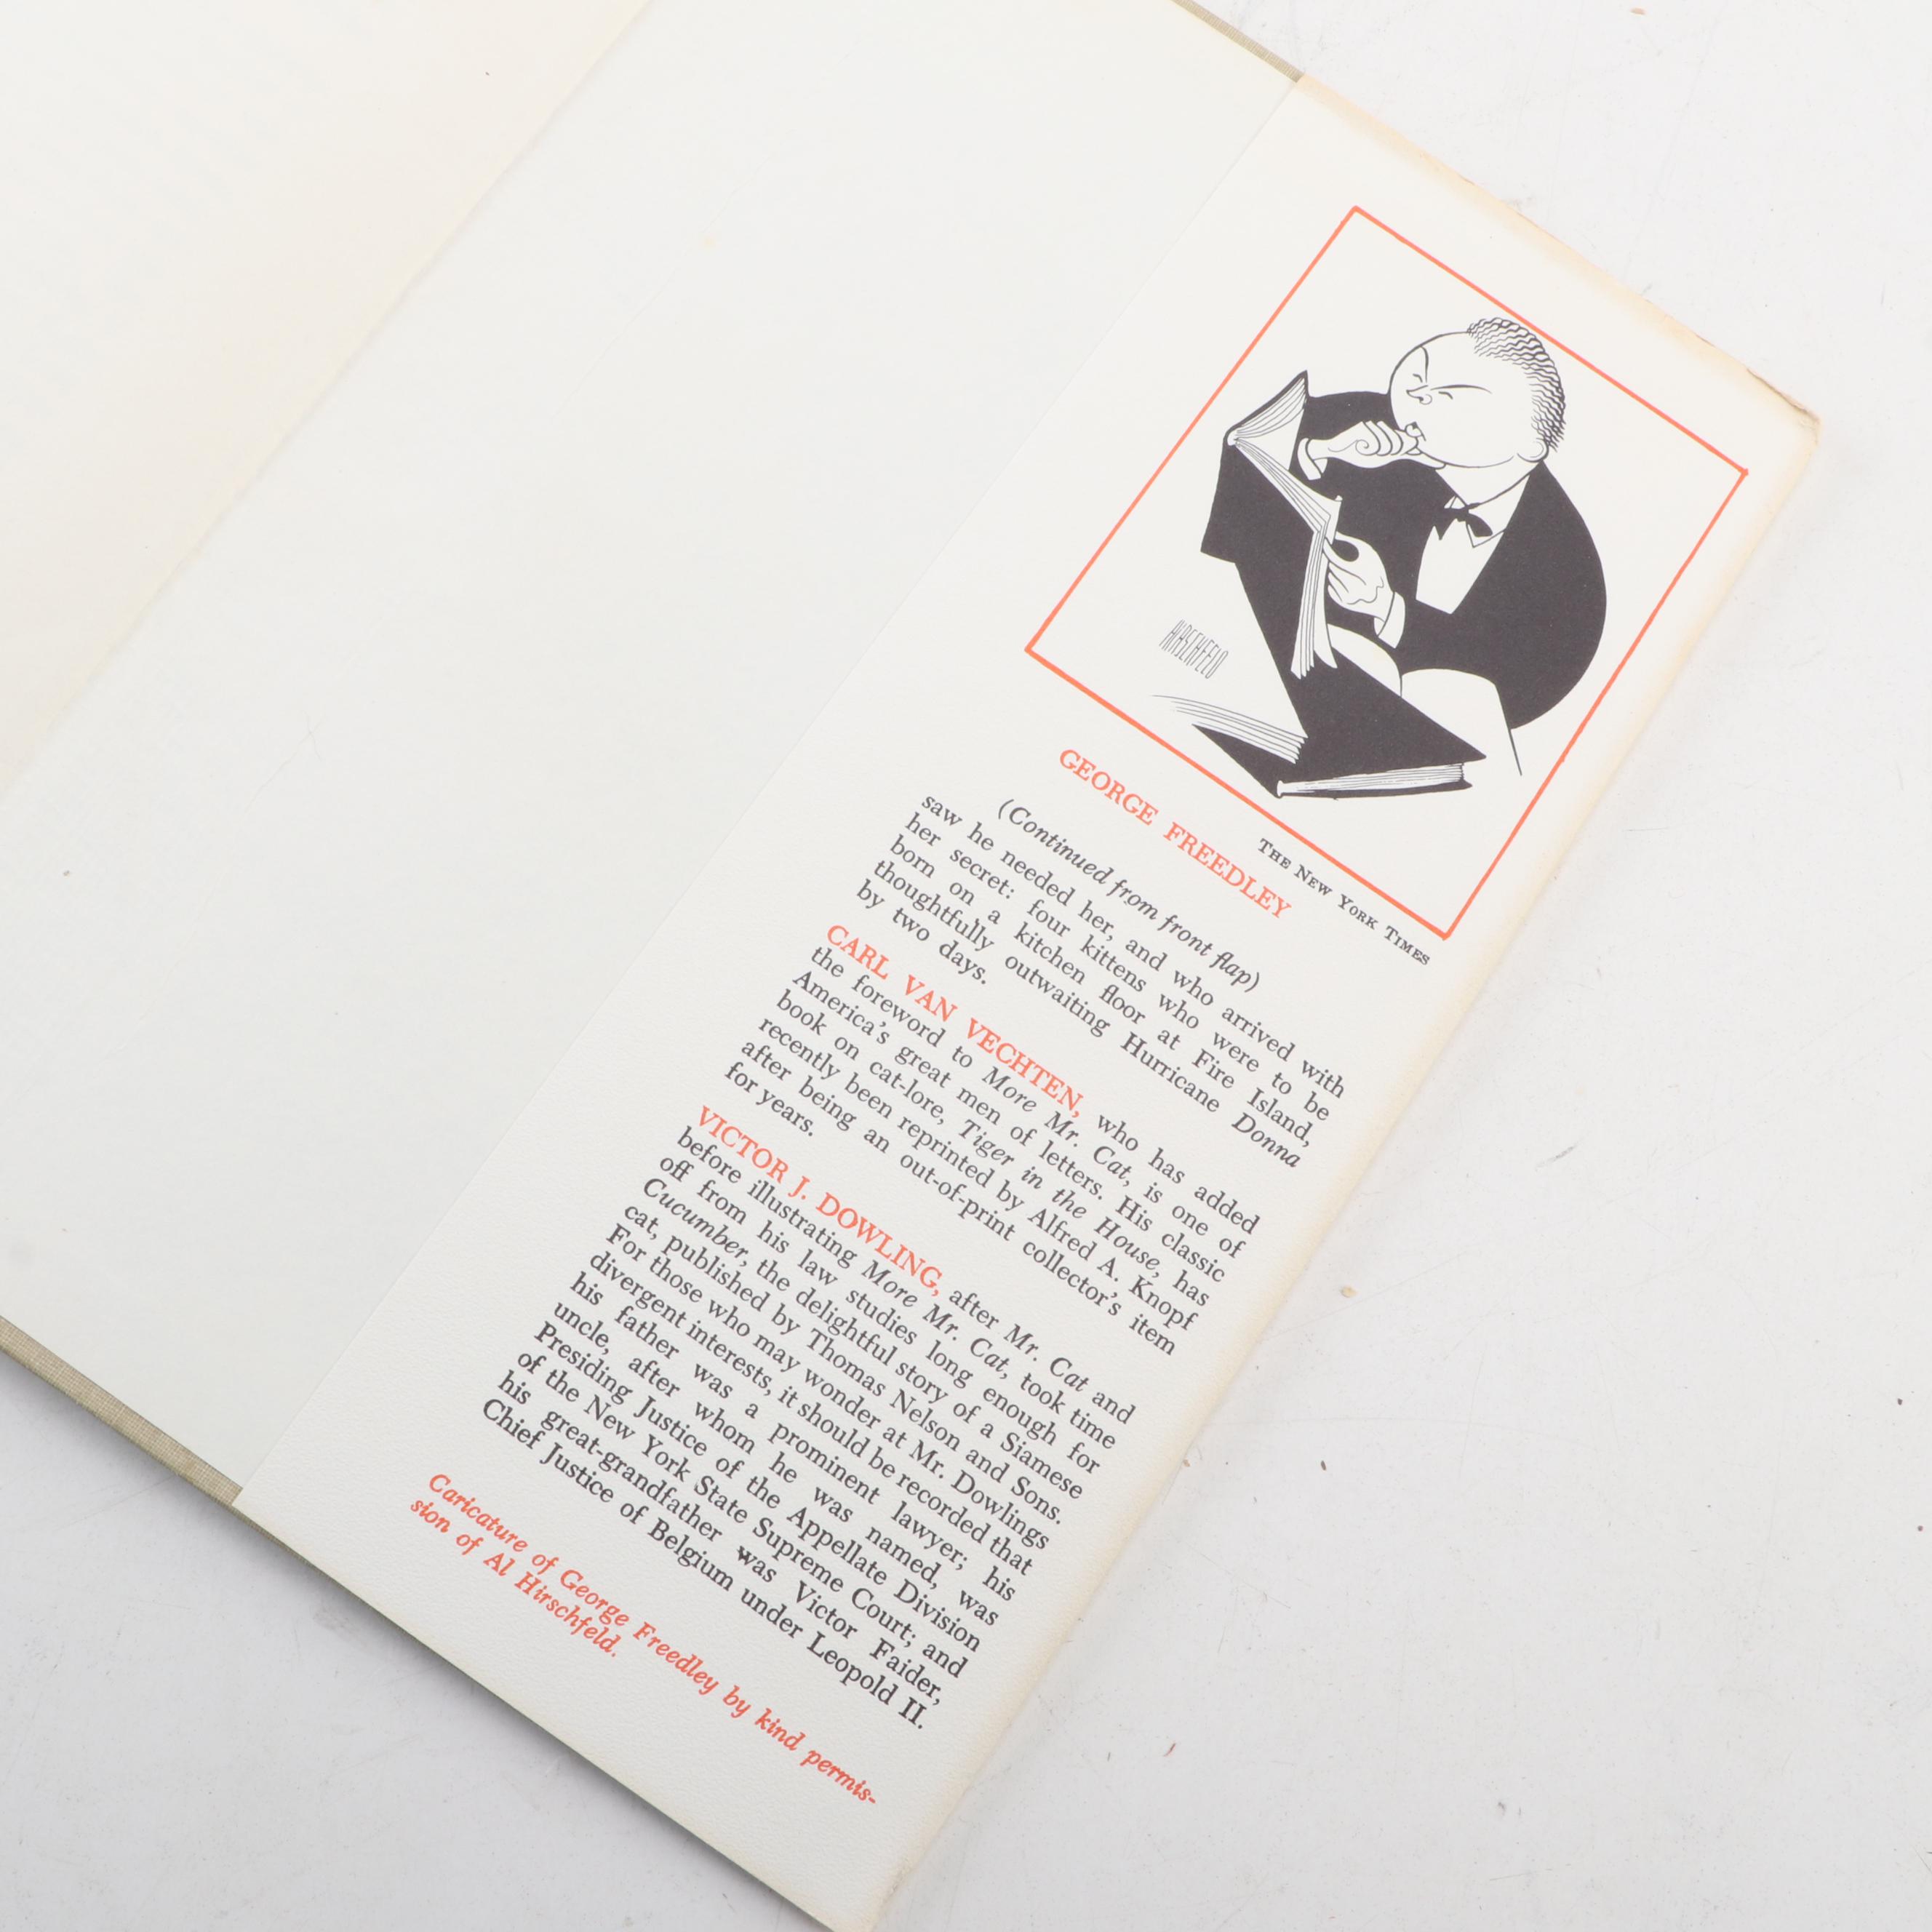 HIRSCHFELD
THE NEW YORK TIMES
GEORGE FREEDLEY
(Continued from front flap)
saw he needed her, and who arrived with
her secret: four kittens who were to be
born on a kitchen floor at Fire Island,
thoughtfully outwaiting Hurricane Donna
by two days.
CARL VAN VECHTEN, who has added
the foreword to More Mr. Cat, is one of
America's great men of letters. His classic
book on cat-lore, Tiger in the House, has
recently been reprinted by Alfred A. Knopf
after being an out-of-print collector's item
for years.
VICTOR J. DOWLING, after Mr. Cat and
before illustrating More Mr. Cat, took time
off from his law studies long enough for
Cucumber, the delightful story of a Siamese
cat, published by Thomas Nelson and Sons.
For those who may wonder at Mr. Dowlings
divergent interests, it should be recorded that
his father was a prominent lawyer; his
uncle, after whom he was named, was
Presiding Justice of the Appellate Division
of the New York State Supreme Court; and
his great-grandfather was Victor Faider,
Chief Justice of Belgium under Leopold II.
Caricature of George Freedley by kind permis-
sion of Al Hirschfeld.